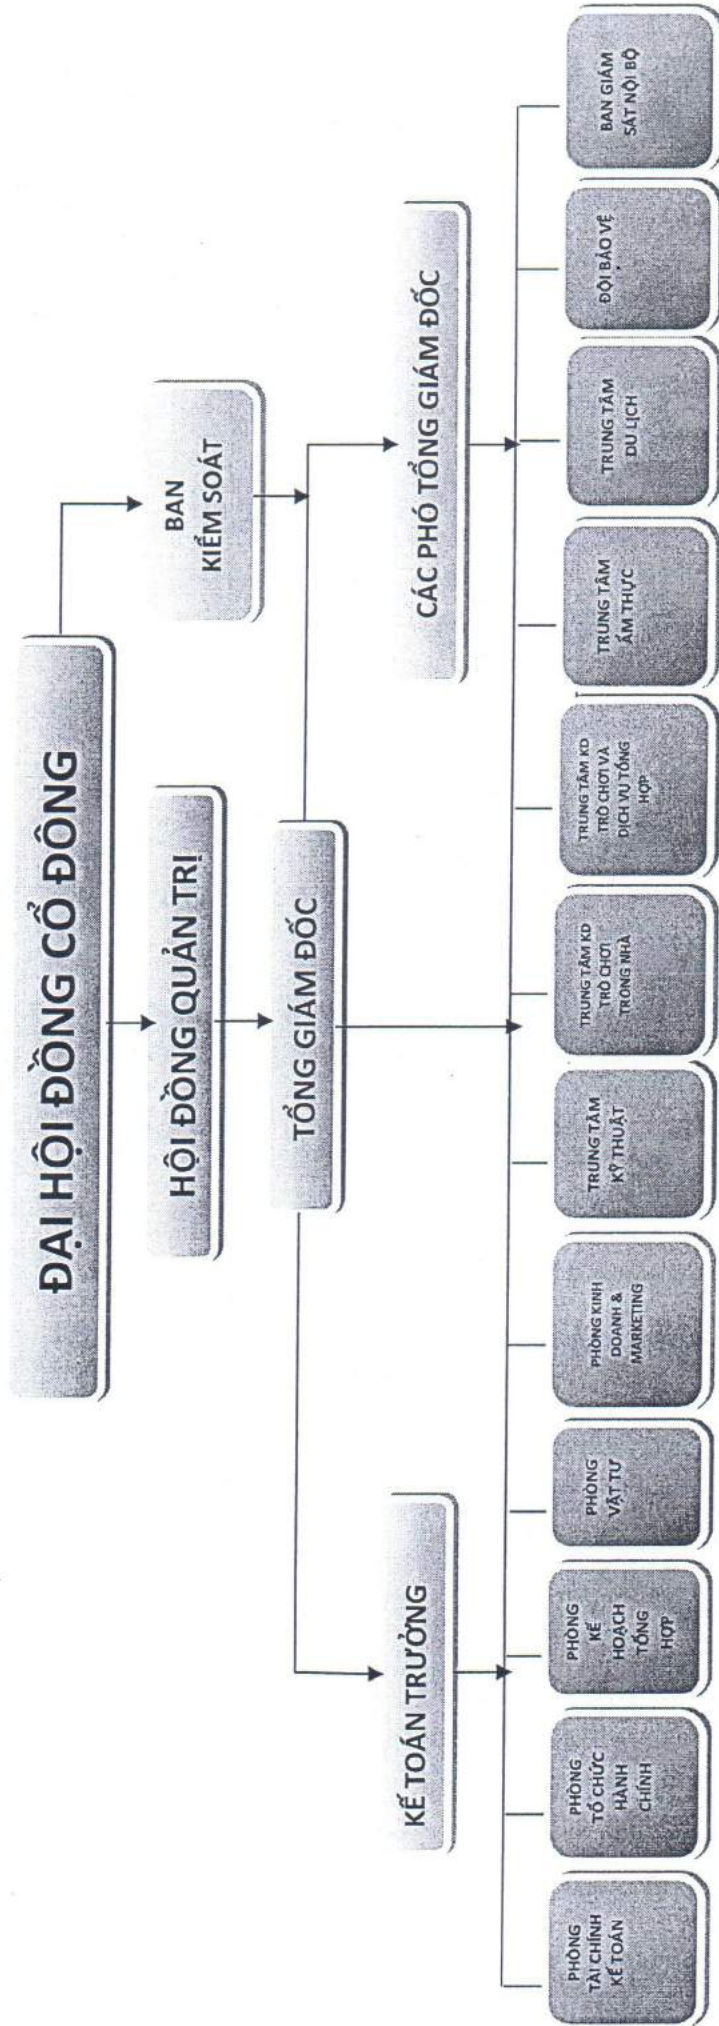 ĐẠI HỘI ĐỒNG CỔ ĐÔNG
HỘI ĐỒNG QUẢN TRỊ
BAN
KIỂM SOÁT
TỔNG GIÁM ĐỐC
KẾ TOÁN TRƯỞNG
CÁC PHÓ TỔNG GIÁM ĐỐC
PHÒNG
TÀI CHÍNH
KẾ TOÁN
PHÒNG
TỔ CHỨC
HÀNH
CHÍNH
PHÒNG
KẾ
HOẠCH
TỔNG
HỢP
PHÒNG
VẬT TƯ
PHÒNG KINH
DOANH &
MARKETING
TRUNG TÂM
KỸ THUẬT
TRUNG TÂM KD
TRÒ CHƠI
TRONG NHÀ
TRUNG TÂM KD
TRÒ CHƠI VÀ
DỊCH VỤ TỔNG
HỢP
TRUNG TÂM
ẨM THỰC
TRUNG TÂM
DU LỊCH
ĐỘI BẢO VỆ
BAN GIÁM
SÁT NỘI BỘ